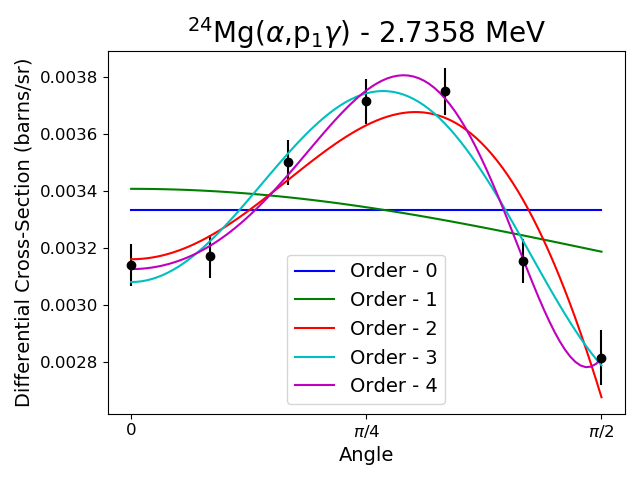 ²⁴Mg(α,p₁γ) - 2.7358 MeV
Differential Cross-Section (barns/sr)
0.0038
0.0036
0.0034
0.0032
0.0030
0.0028
Order - 0
Order - 1
Order - 2
Order - 3
Order - 4
0 π/4 π/2
Angle